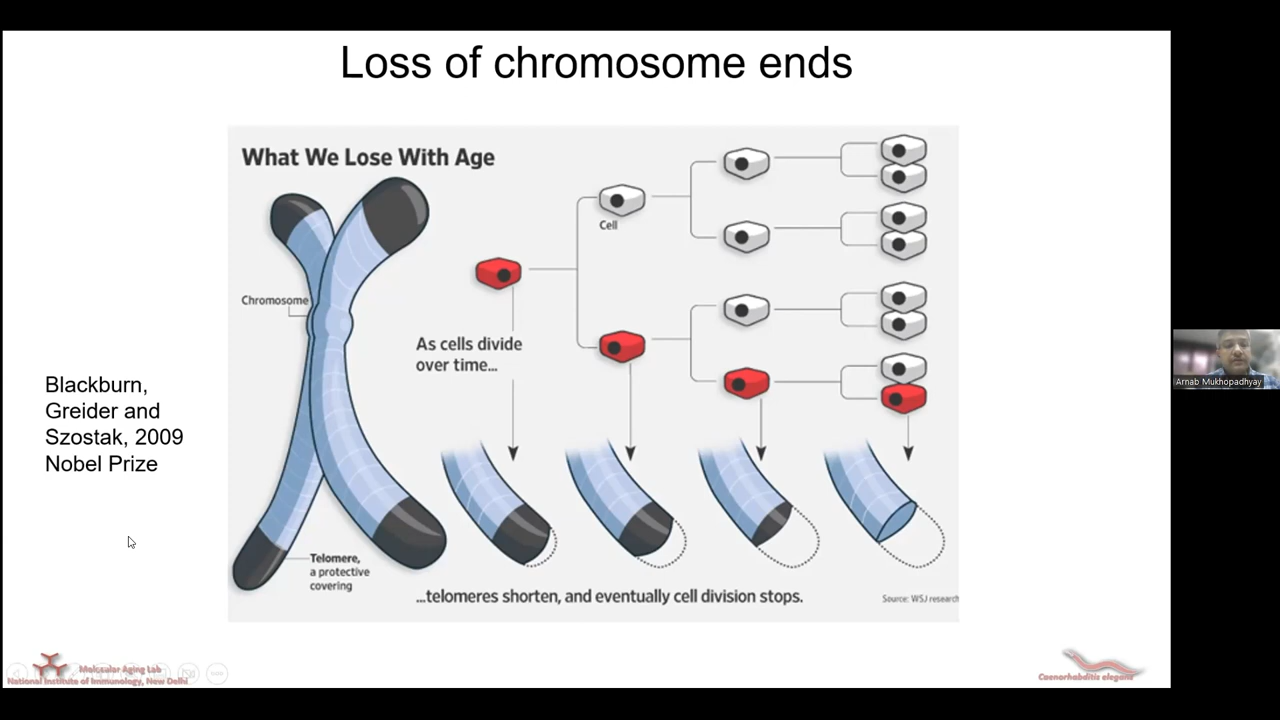 Loss of chromosome ends
What We Lose With Age
Cell
Chromosome
As cells divide
over time...
Blackburn,
Greider and
Szostak, 2009
Nobel Prize
Telomere,
a protective
covering
...telomeres shorten, and eventually cell division stops.
Source: WSJ research
Molecular Aging Lab
National Institute of Immunology, New Delhi
Caenorhabditis elegans
Arnab Mukhopadhyay